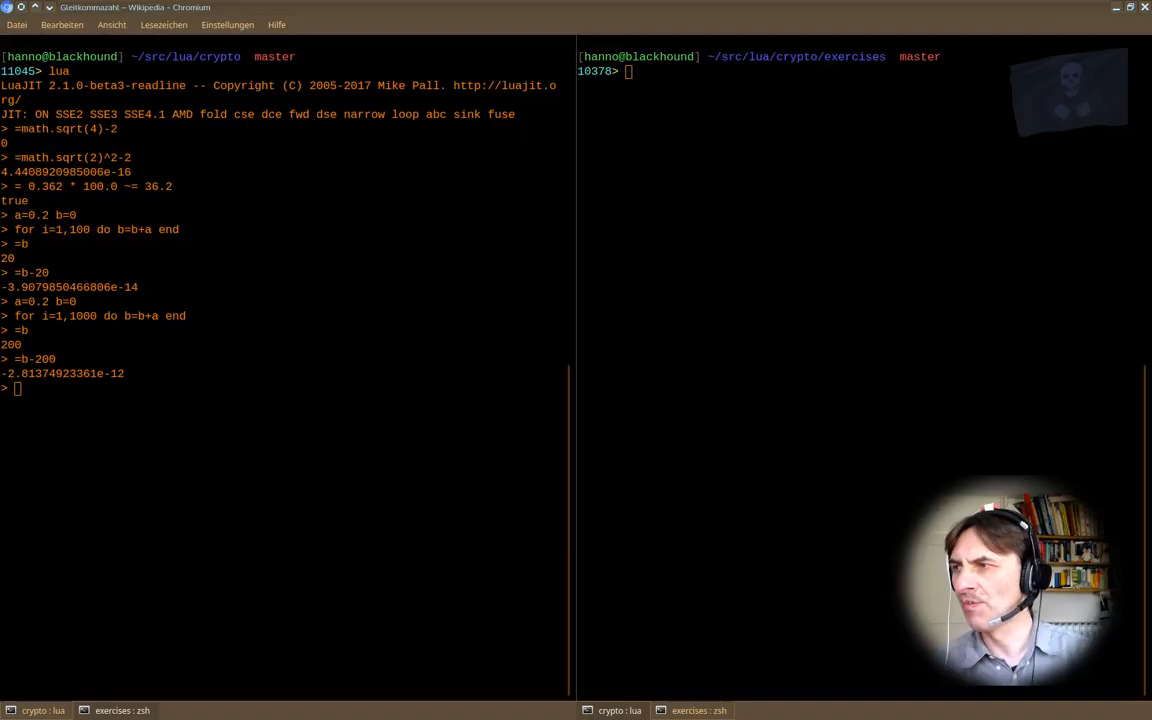 Gleitkommazahl – Wikipedia - Chromium
Datei Bearbeiten Ansicht Lesezeichen Einstellungen Hilfe
[hanno@blackhound] ~/src/lua/crypto master
11045> lua
LuaJIT 2.1.0-beta3-readline -- Copyright (C) 2005-2017 Mike Pall. http://luajit.o
rg/
JIT: ON SSE2 SSE3 SSE4.1 AMD fold cse dce fwd dse narrow loop abc sink fuse
> =math.sqrt(4)-2
0
> =math.sqrt(2)^2-2
4.4408920985006e-16
> = 0.362 * 100.0 ~= 36.2
true
> a=0.2 b=0
> for i=1,100 do b=b+a end
> =b
20
> =b-20
-3.9079850466806e-14
> a=0.2 b=0
> for i=1,1000 do b=b+a end
> =b
200
> =b-200
-2.81374923361e-12
>
[hanno@blackhound] ~/src/lua/crypto/exercises master
10378>
crypto : lua exercises : zsh
crypto : lua exercises : zsh